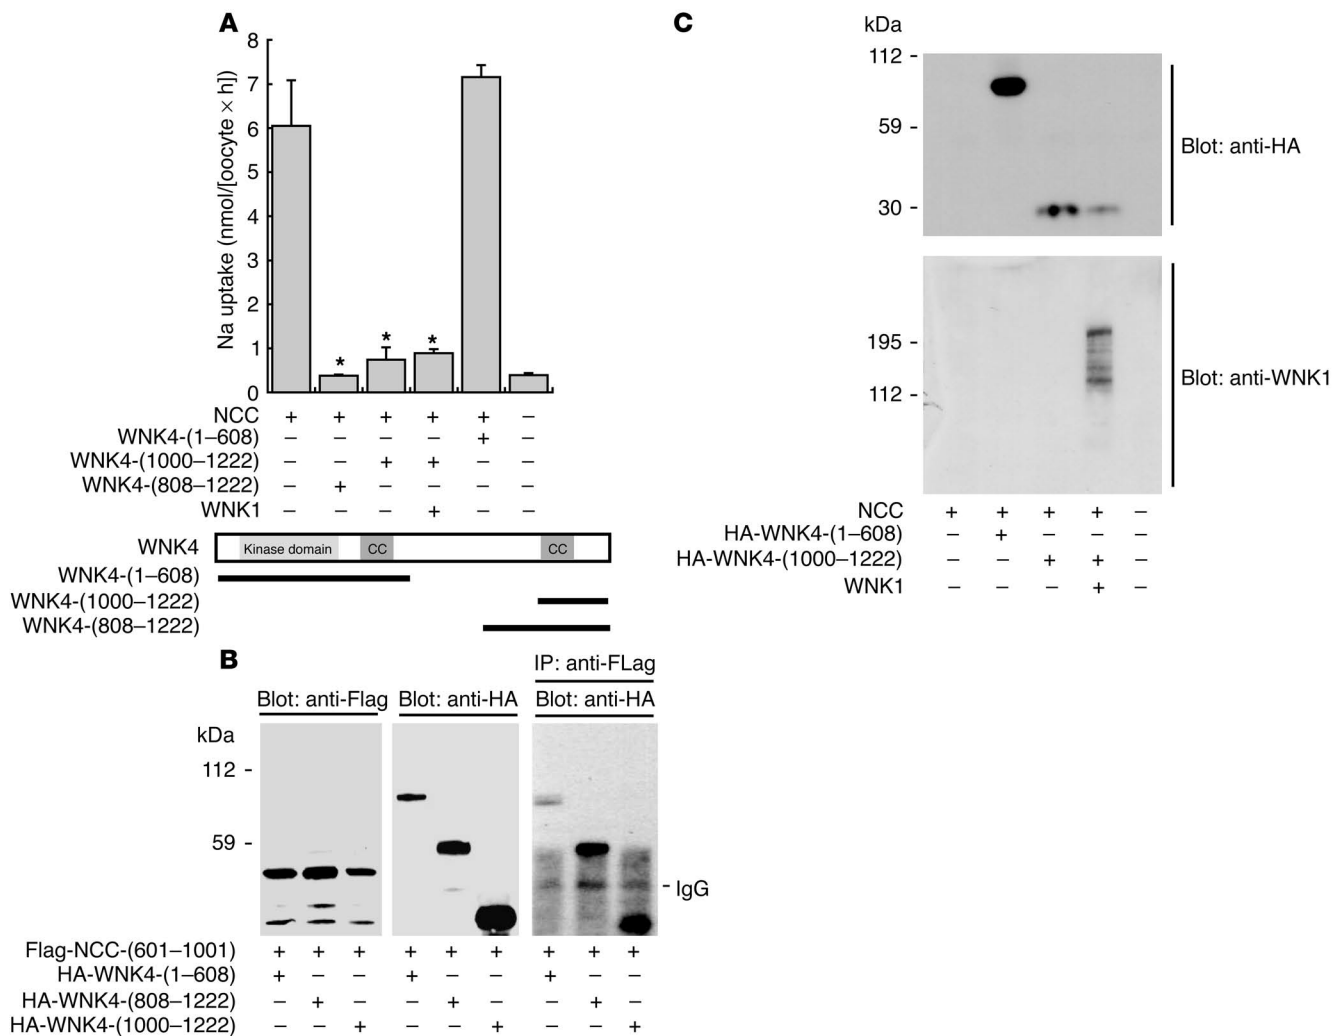 A
Na uptake (nmol/[oocyte × h])
8
7
6
5
4
3
2
1
0
* * *
NCC + + + + + –
WNK4-(1–608) – – – – + –
WNK4-(1000–1222) – – + + – –
WNK4-(808–1222) – + – – – –
WNK1 – – – + – –
WNK4 Kinase domain CC CC
WNK4-(1–608)
WNK4-(1000–1222)
WNK4-(808–1222)
B
IP: anti-FLag
Blot: anti-Flag Blot: anti-HA Blot: anti-HA
kDa
112 -
59 -
- IgG
Flag-NCC-(601–1001) + + + + + + + + +
HA-WNK4-(1–608) + – – + – – + – –
HA-WNK4-(808–1222) – + – – + – – + –
HA-WNK4-(1000–1222) – – + – – + – – +
C
kDa
112 -
59 -
30 -
Blot: anti-HA
195 -
112 -
Blot: anti-WNK1
NCC + + + + –
HA-WNK4-(1–608) – + – – –
HA-WNK4-(1000–1222) – – + + –
WNK1 – – – + –